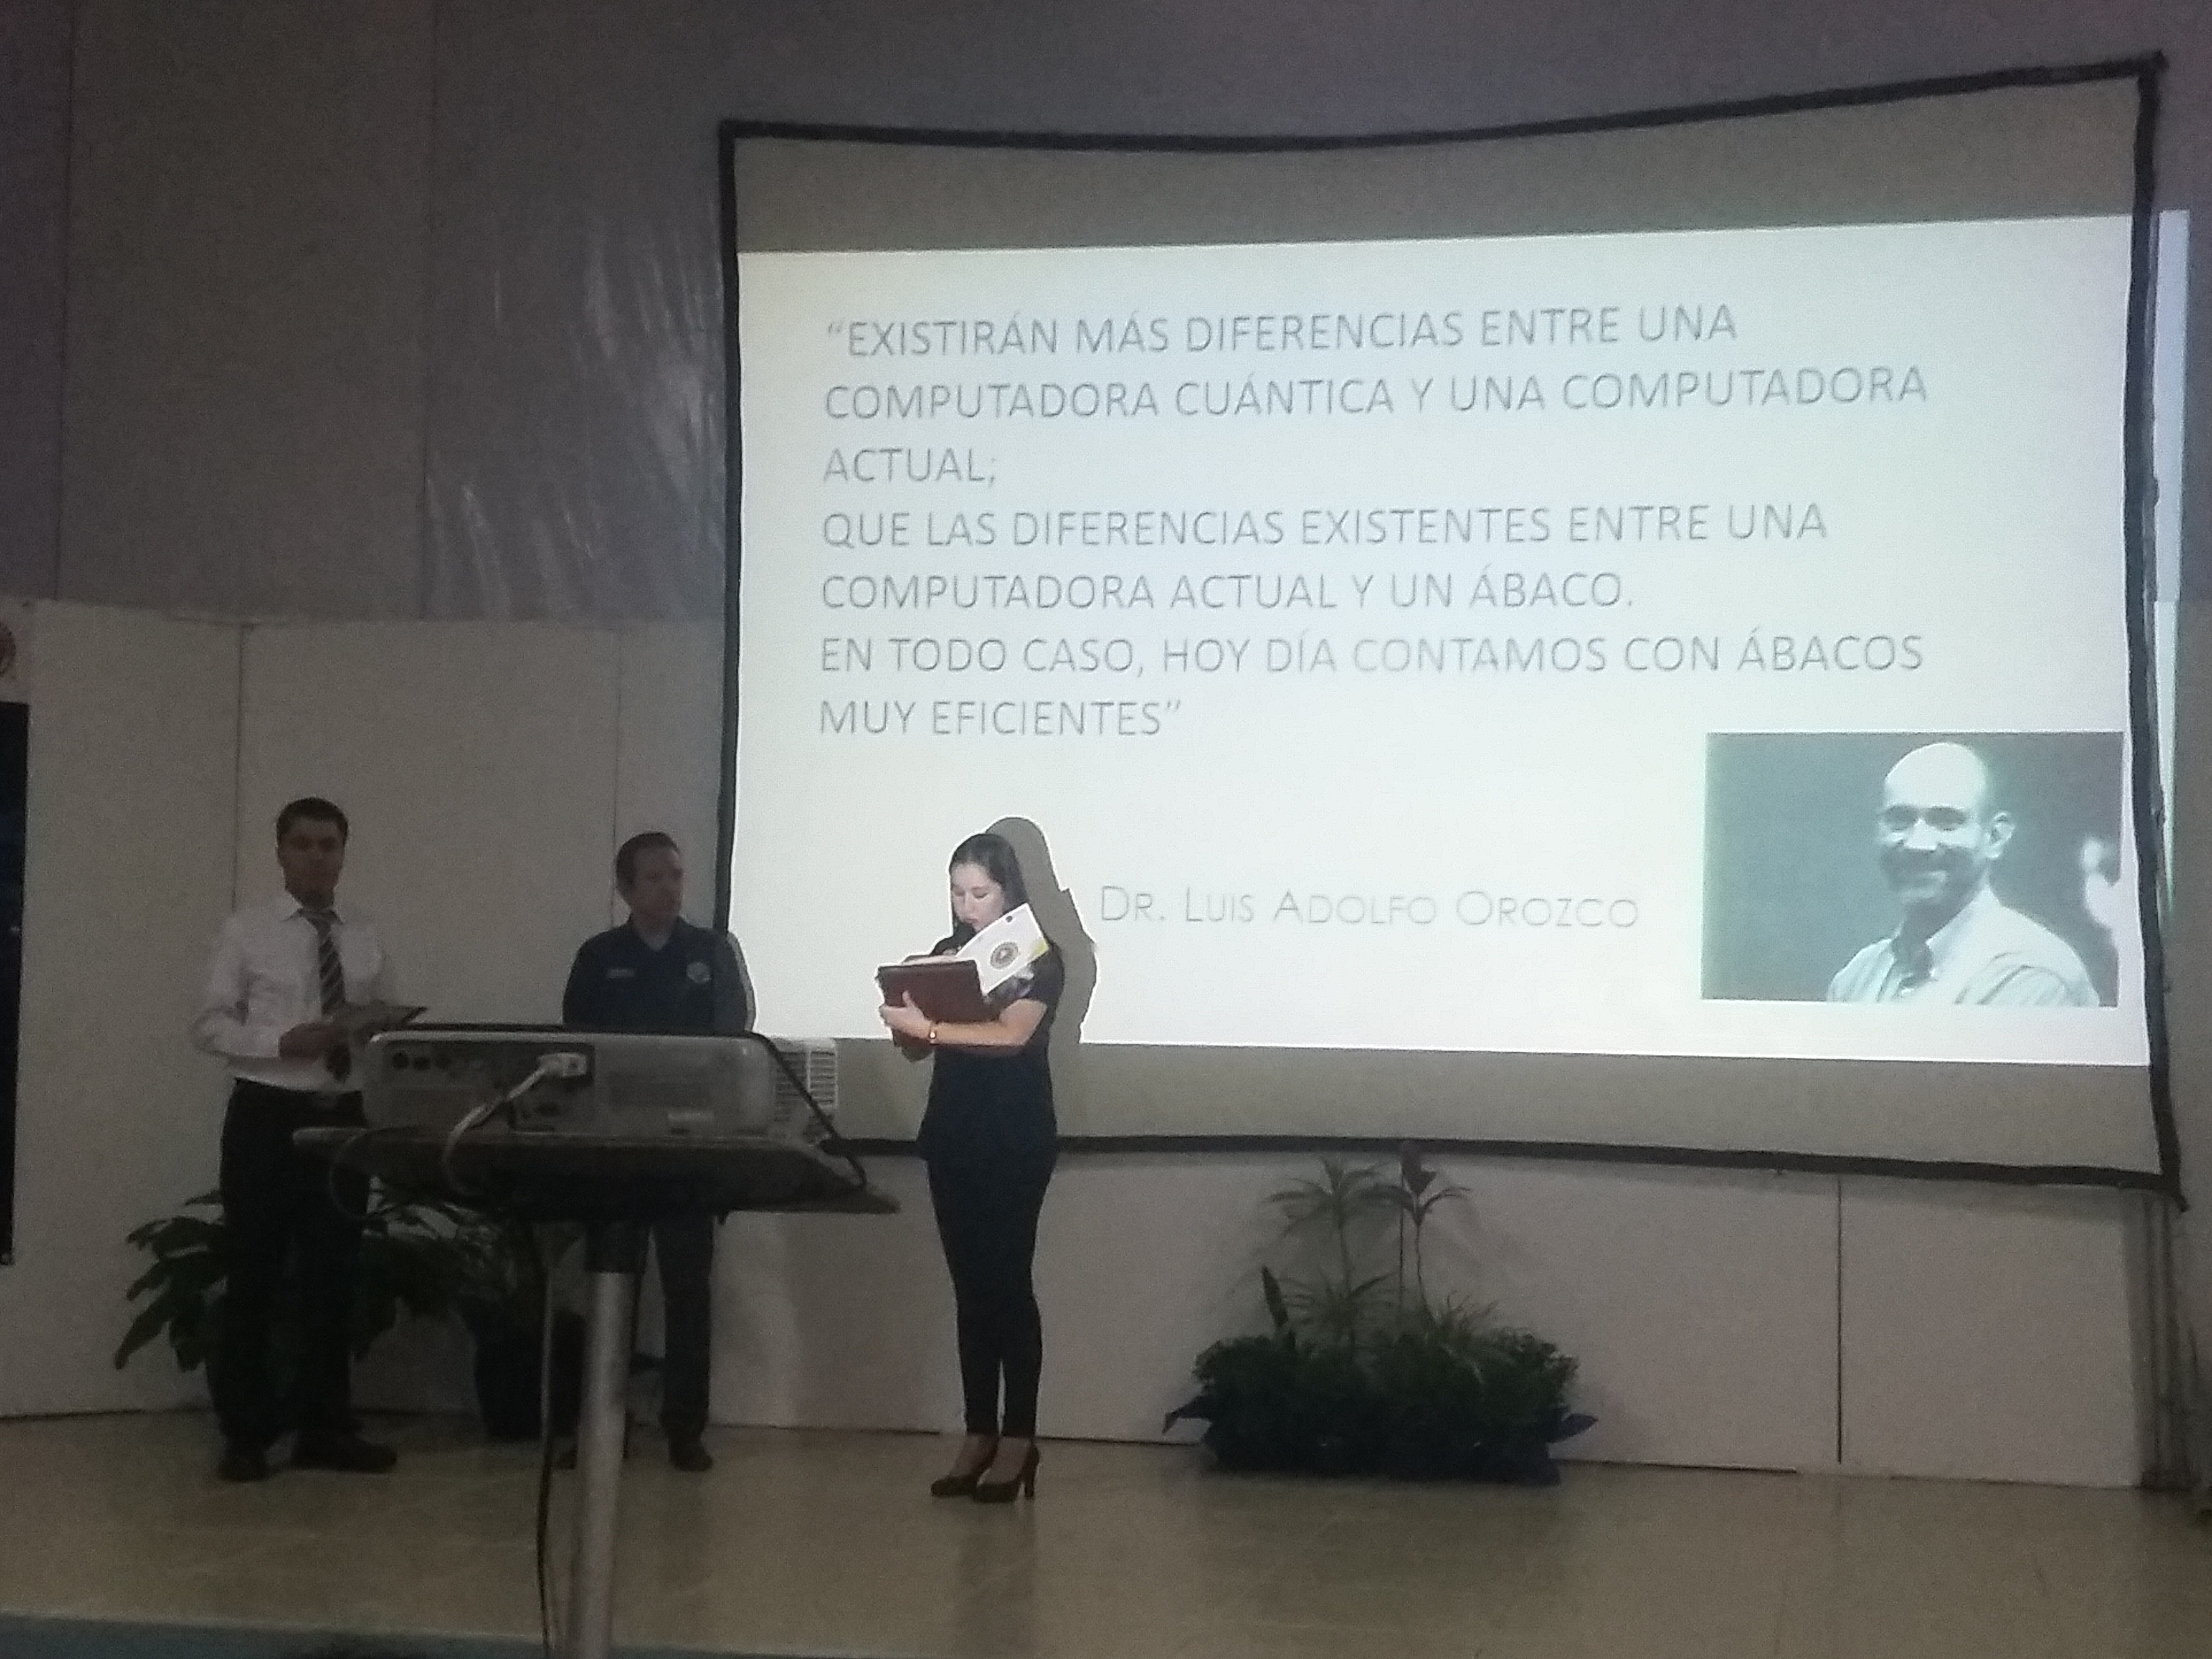 “EXISTIRÁN MÁS DIFERENCIAS ENTRE UNA
COMPUTADORA CUÁNTICA Y UNA COMPUTADORA
ACTUAL;
QUE LAS DIFERENCIAS EXISTENTES ENTRE UNA
COMPUTADORA ACTUAL Y UN ÁBACO.
EN TODO CASO, HOY DÍA CONTAMOS CON ÁBACOS
MUY EFICIENTES”
DR. LUIS ADOLFO OROZCO